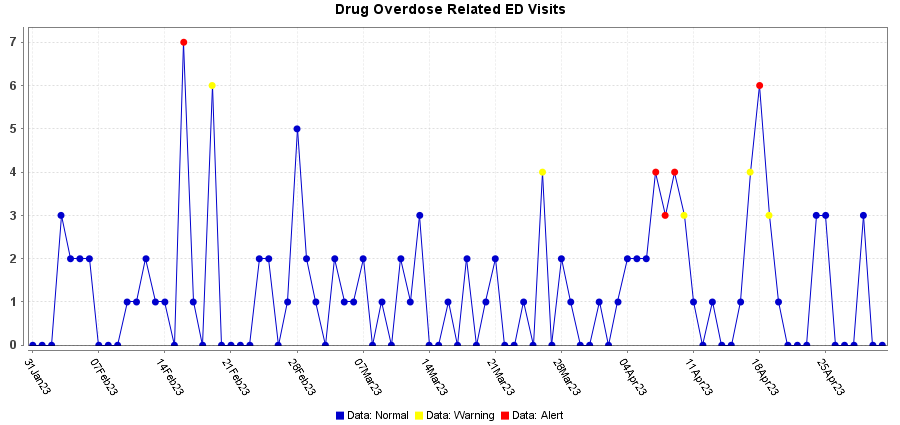 Drug Overdose Related ED Visits
7
6
5
4
3
2
1
0
31Jan23 07Feb23 14Feb23 21Feb23 28Feb23 07Mar23 14Mar23 21Mar23 28Mar23 04Apr23 11Apr23 18Apr23 25Apr23
Data: Normal Data: Warning Data: Alert